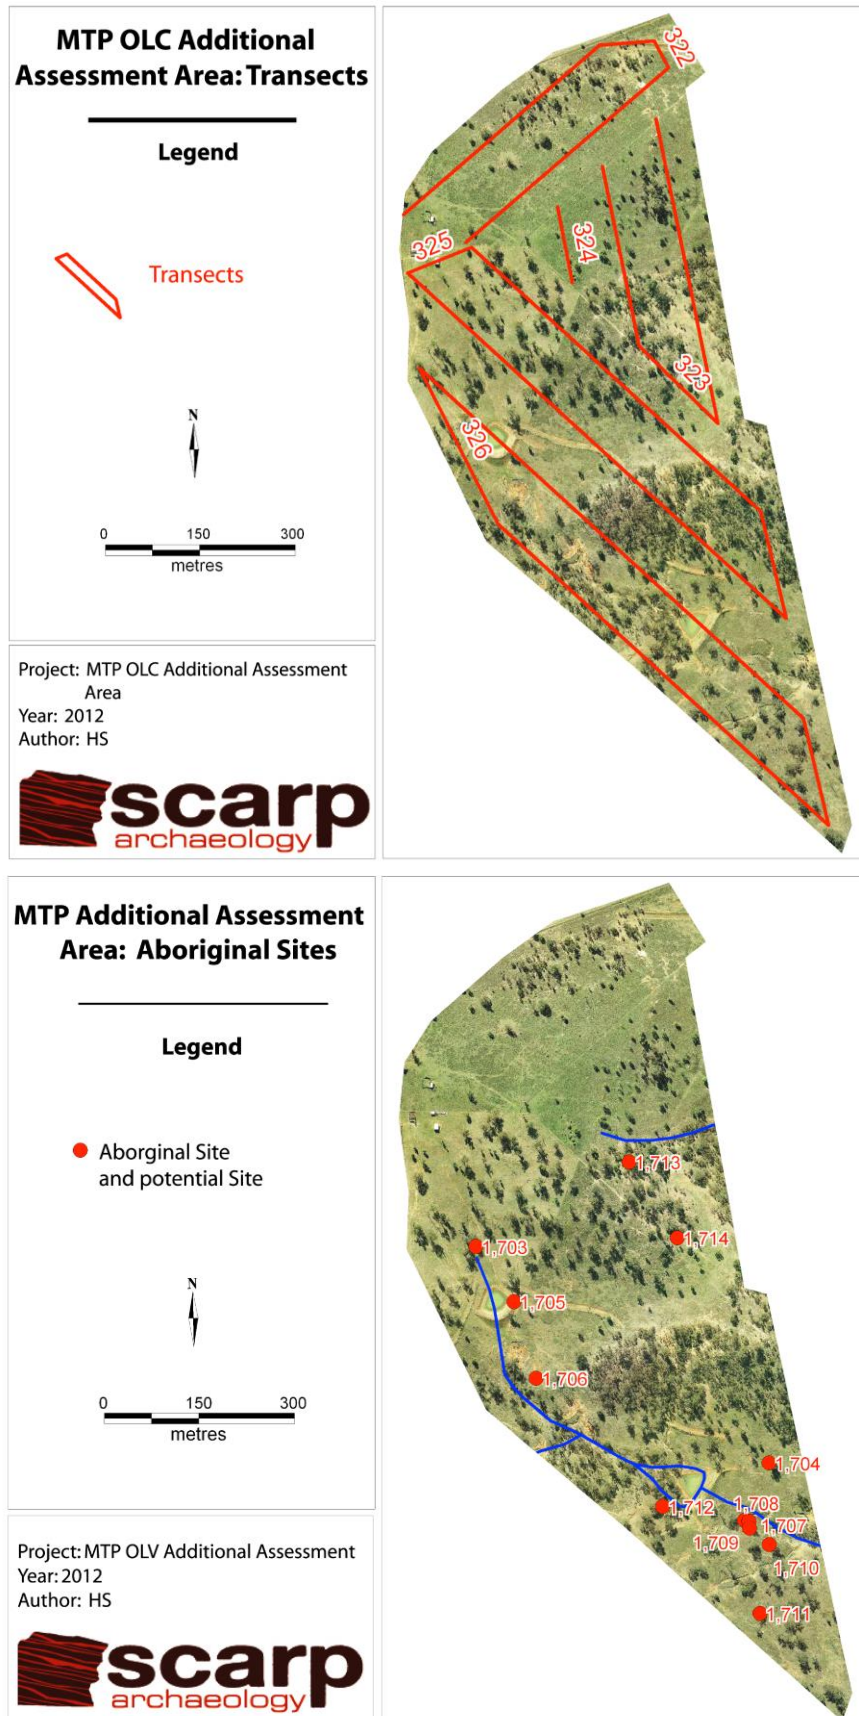 MTP OLC Additional
Assessment Area: Transects
Legend
Transects
N
0 150 300
metres
Project: MTP OLC Additional Assessment
Area
Year: 2012
Author: HS
scarp
archaeology
322
325
324
323
326
MTP Additional Assessment
Area: Aboriginal Sites
Legend
Aborginal Site
and potential Site
N
0 150 300
metres
Project: MTP OLV Additional Assessment
Year: 2012
Author: HS
scarp
archaeology
1,713
1,714
1,703
1,705
1,706
1,704
1,712
1,708
1,707
1,709
1,710
1,711